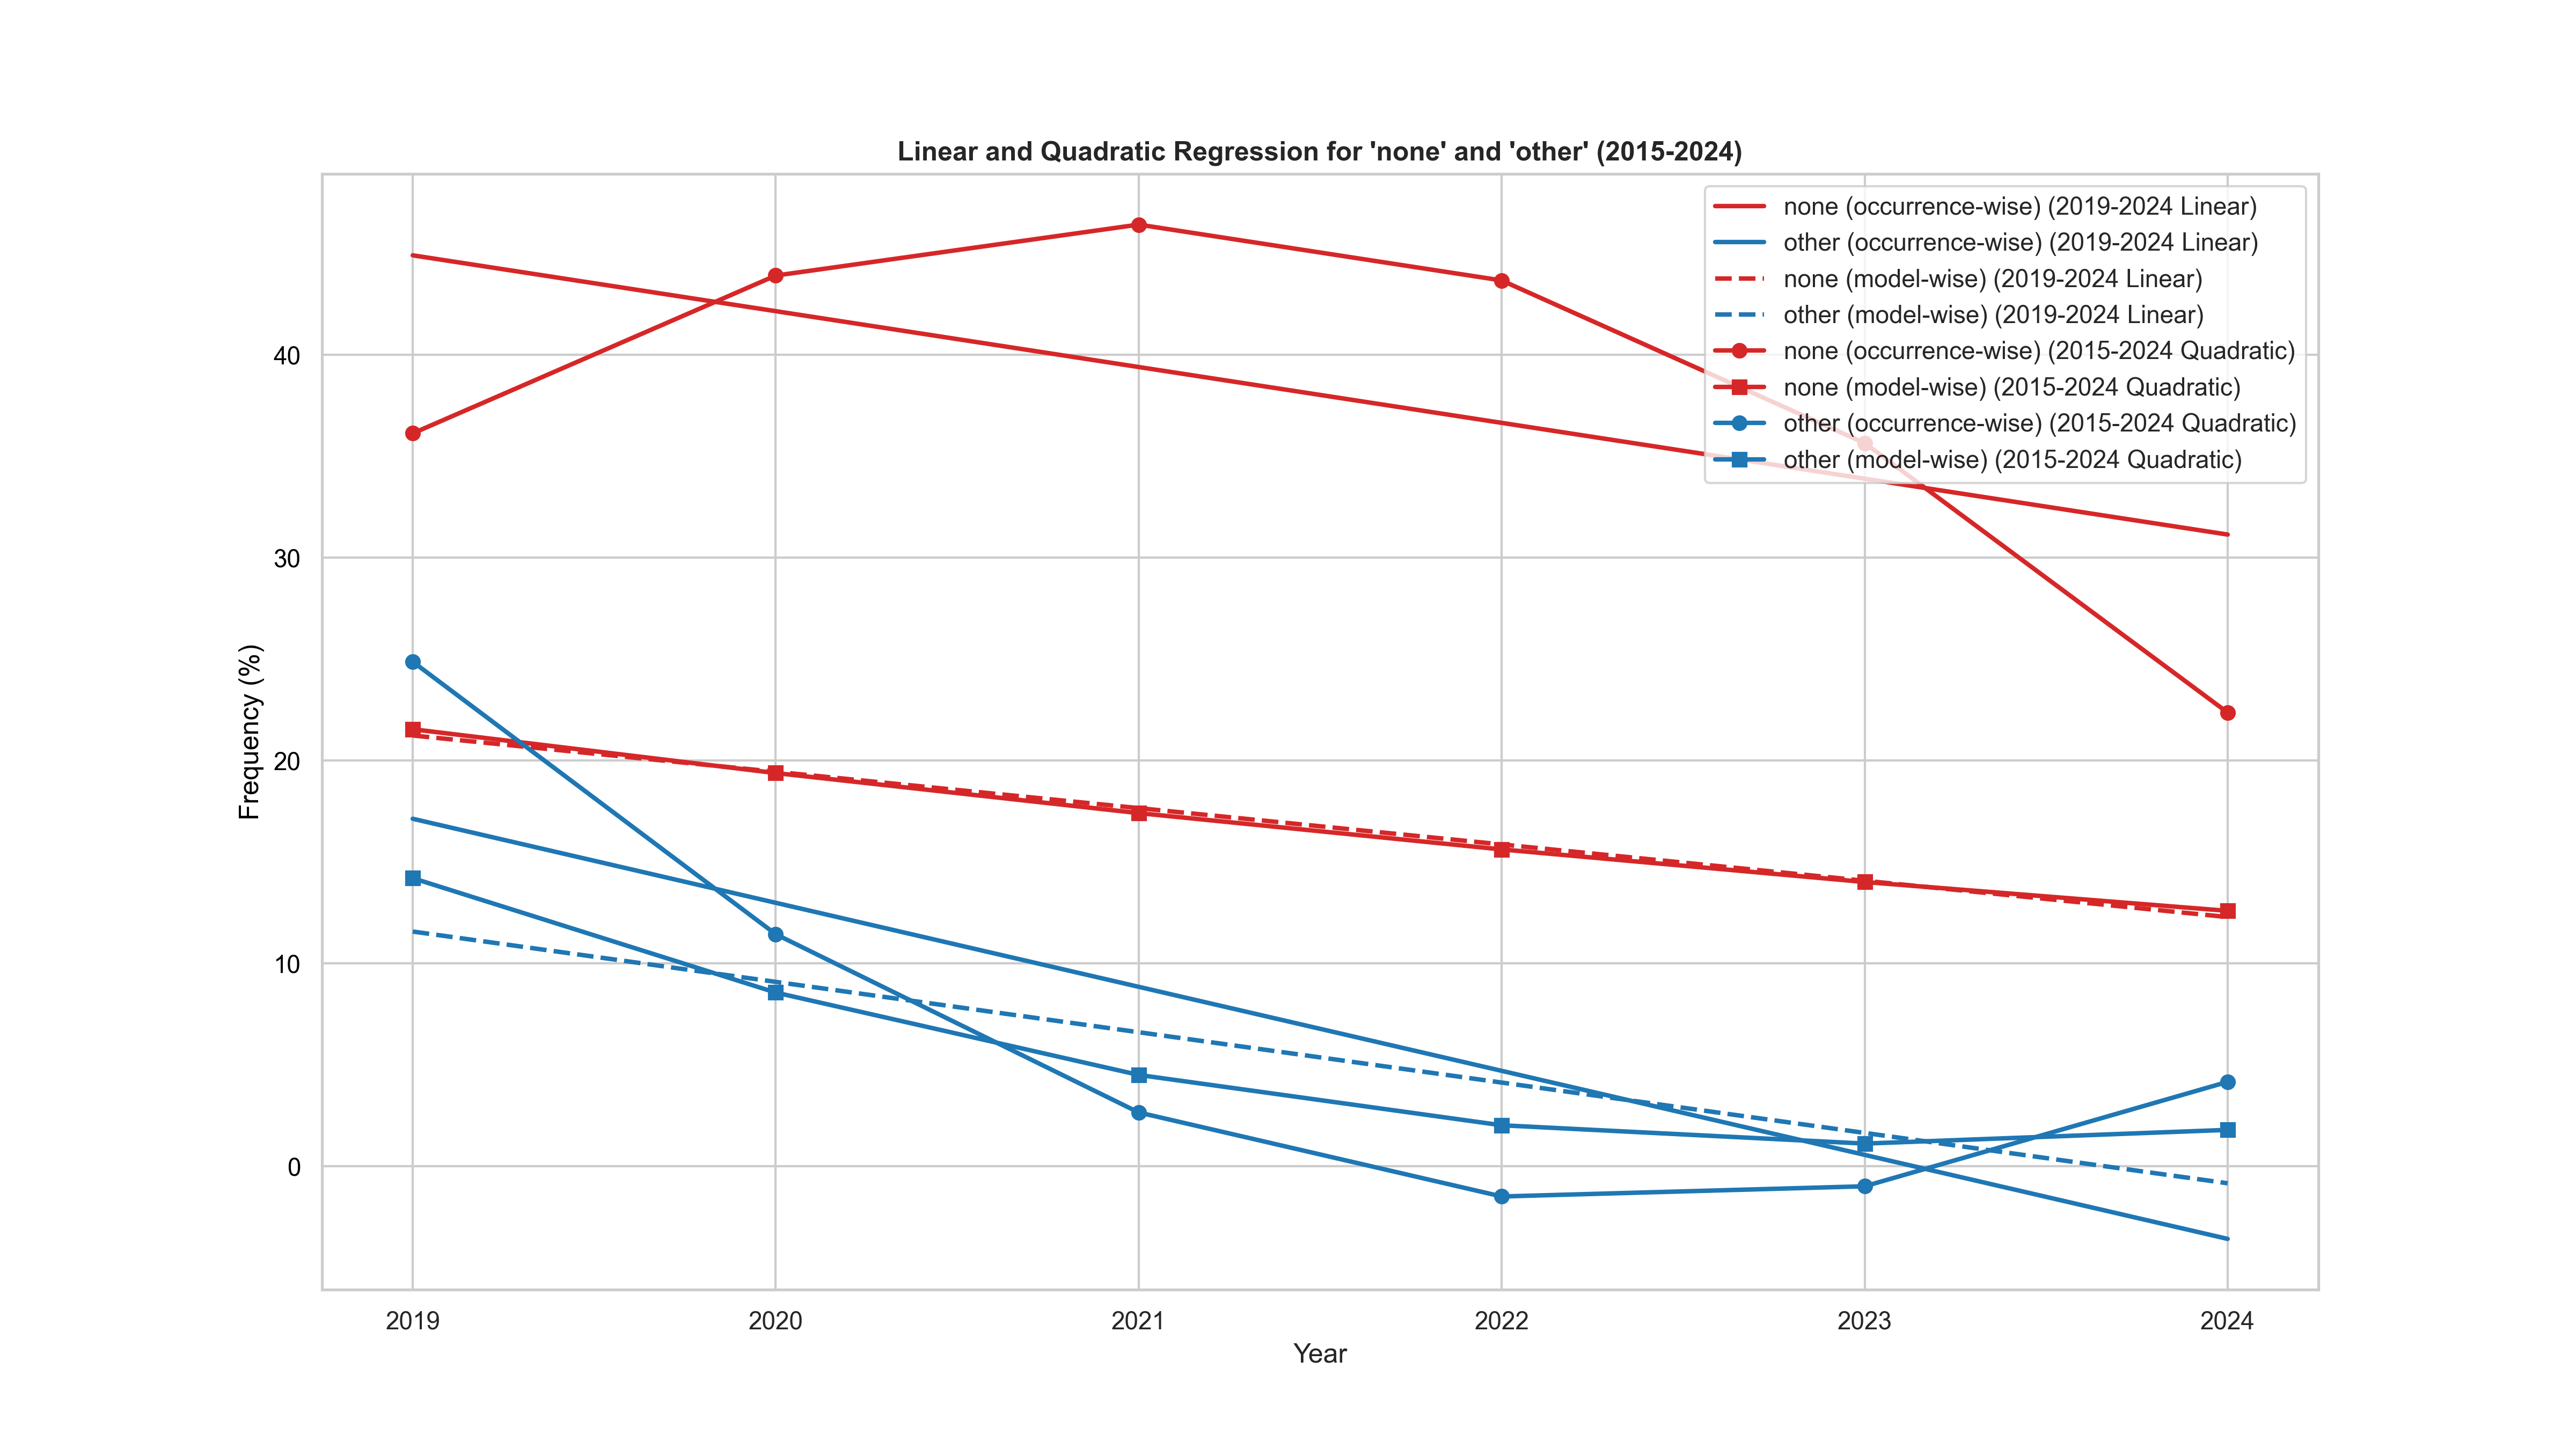 Linear and Quadratic Regression for 'none' and 'other' (2015-2024)
none (occurrence-wise) (2019-2024 Linear)
other (occurrence-wise) (2019-2024 Linear)
none (model-wise) (2019-2024 Linear)
other (model-wise) (2019-2024 Linear)
none (occurrence-wise) (2015-2024 Quadratic)
none (model-wise) (2015-2024 Quadratic)
other (occurrence-wise) (2015-2024 Quadratic)
other (model-wise) (2015-2024 Quadratic)
Frequency (%)
40
30
20
10
0
2019 2020 2021 2022 2023 2024
Year